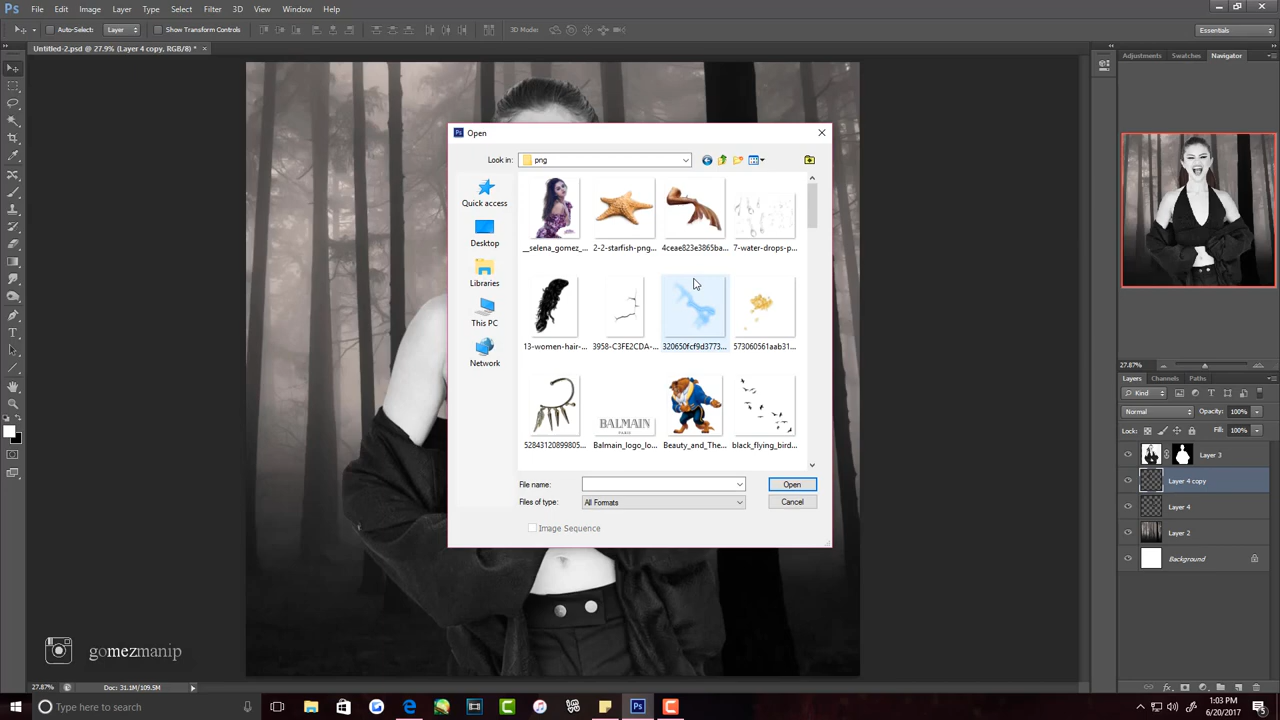 Ps File Edit Image Layer Type Select Filter 3D View Window Help
Auto-Select: Layer Show Transform Controls 3D Mode: Essentials
Untitled-2.psd @ 27.9% (Layer 4 copy, RGB/8) * ×
Adjustments Swatches Navigator
Ps Open
Look in: png
Quick access
Desktop
Libraries
This PC
Network
__selena_gomez_... 2-2-starfish-png... 4ceae823e3865ba... 7-water-drops-p...
13-women-hair-... 3958-C3FE2CDA-... 320650fcf9d3773... 573060561aab31...
BALMAIN
PARIS
52843120899805... Balmain_logo_lo... Beauty_and_The... black_flying_bird...
File name: Open
Files of type: All Formats Cancel
Image Sequence
27.87%
Layers Channels Paths
Kind
Normal Opacity: 100%
Lock: Fill: 100%
Layer 3
Layer 4 copy
Layer 4
Layer 2
Background
gomezmanip
27.87% Doc: 31.1M/109.5M
Type here to search
Ps
1:03 PM
6/20/2017